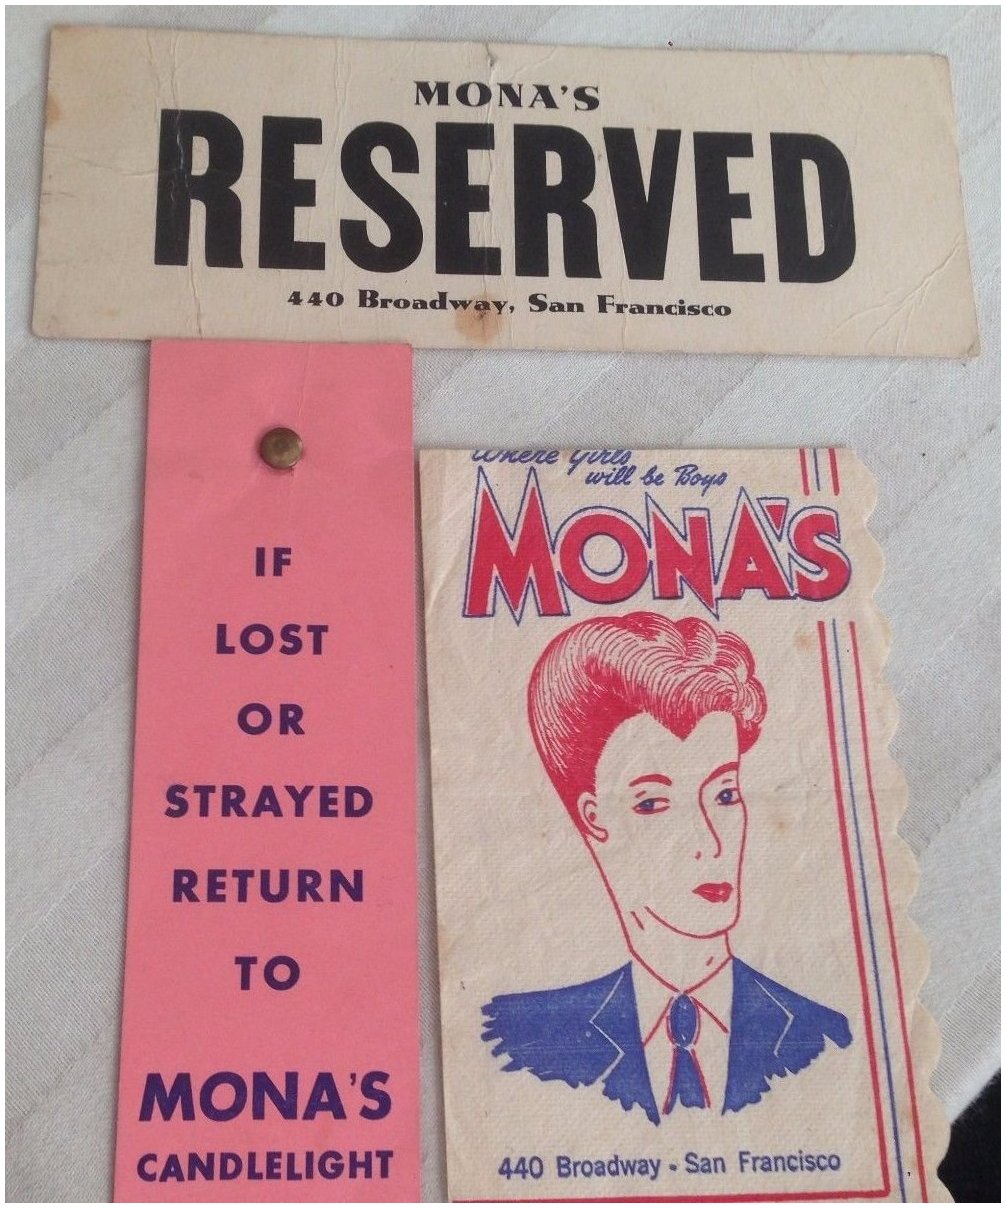 MONA'S
RESERVED
440 Broadway, San Francisco
IF
LOST
OR
STRAYED
RETURN
TO
MONA'S
CANDLELIGHT
Where Girls
will be Boys
MONA'S
440 Broadway - San Francisco